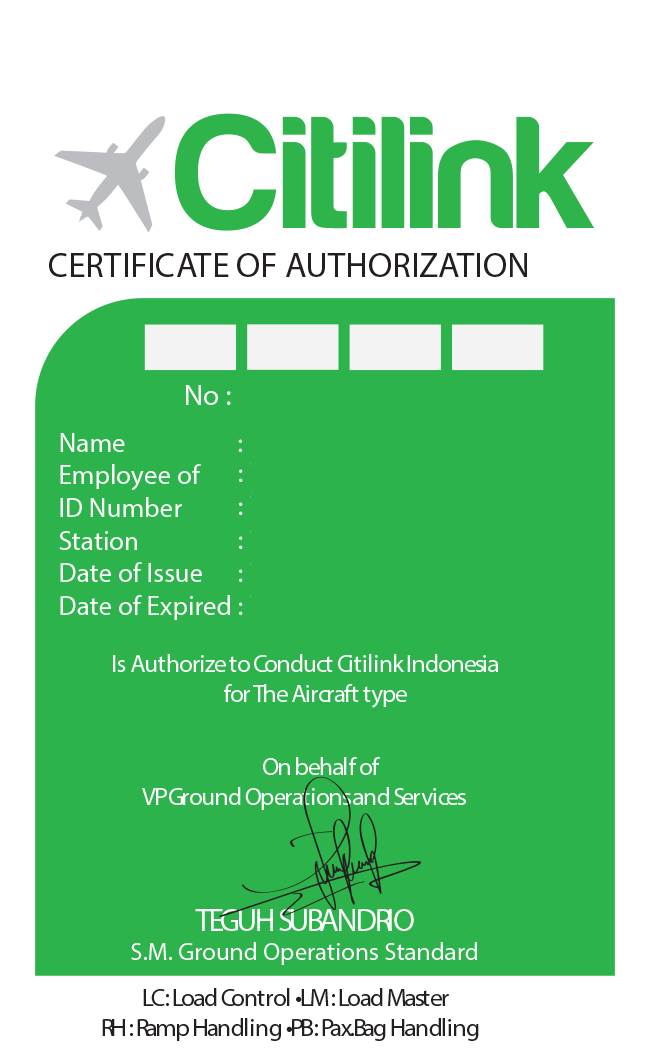 Citilink
CERTIFICATE OF AUTHORIZATION
No :
Name :
Employee of :
ID Number :
Station :
Date of Issue :
Date of Expired :
Is Authorize to Conduct Citilink Indonesia
for The Aircraft type
On behalf of
VP Ground Operations and Services
TEGUH SUBANDRIO
S.M. Ground Operations Standard
LC : Load Control •LM : Load Master
RH : Ramp Handling •PB : Pax.Bag Handling